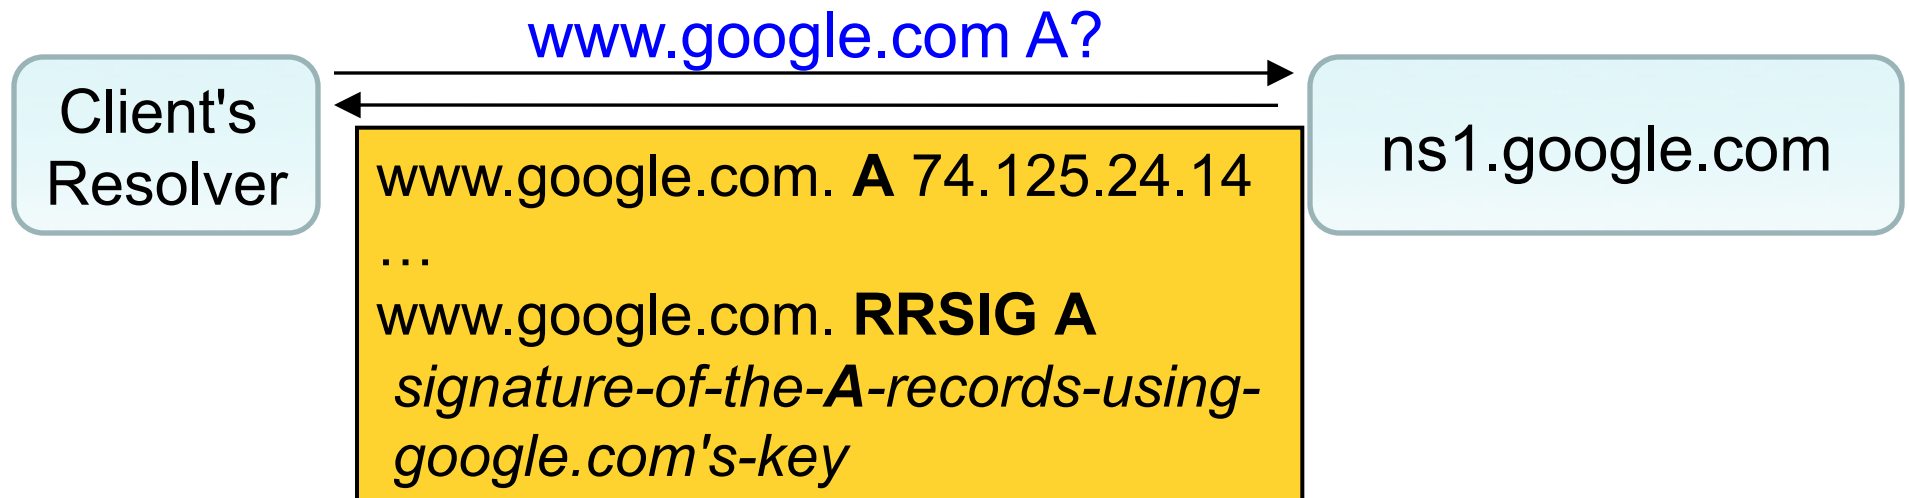 www.google.com A?
Client's
Resolver
ns1.google.com
www.google.com. A 74.125.24.14
…
www.google.com. RRSIG A
signature-of-the-A-records-using-
google.com's-key